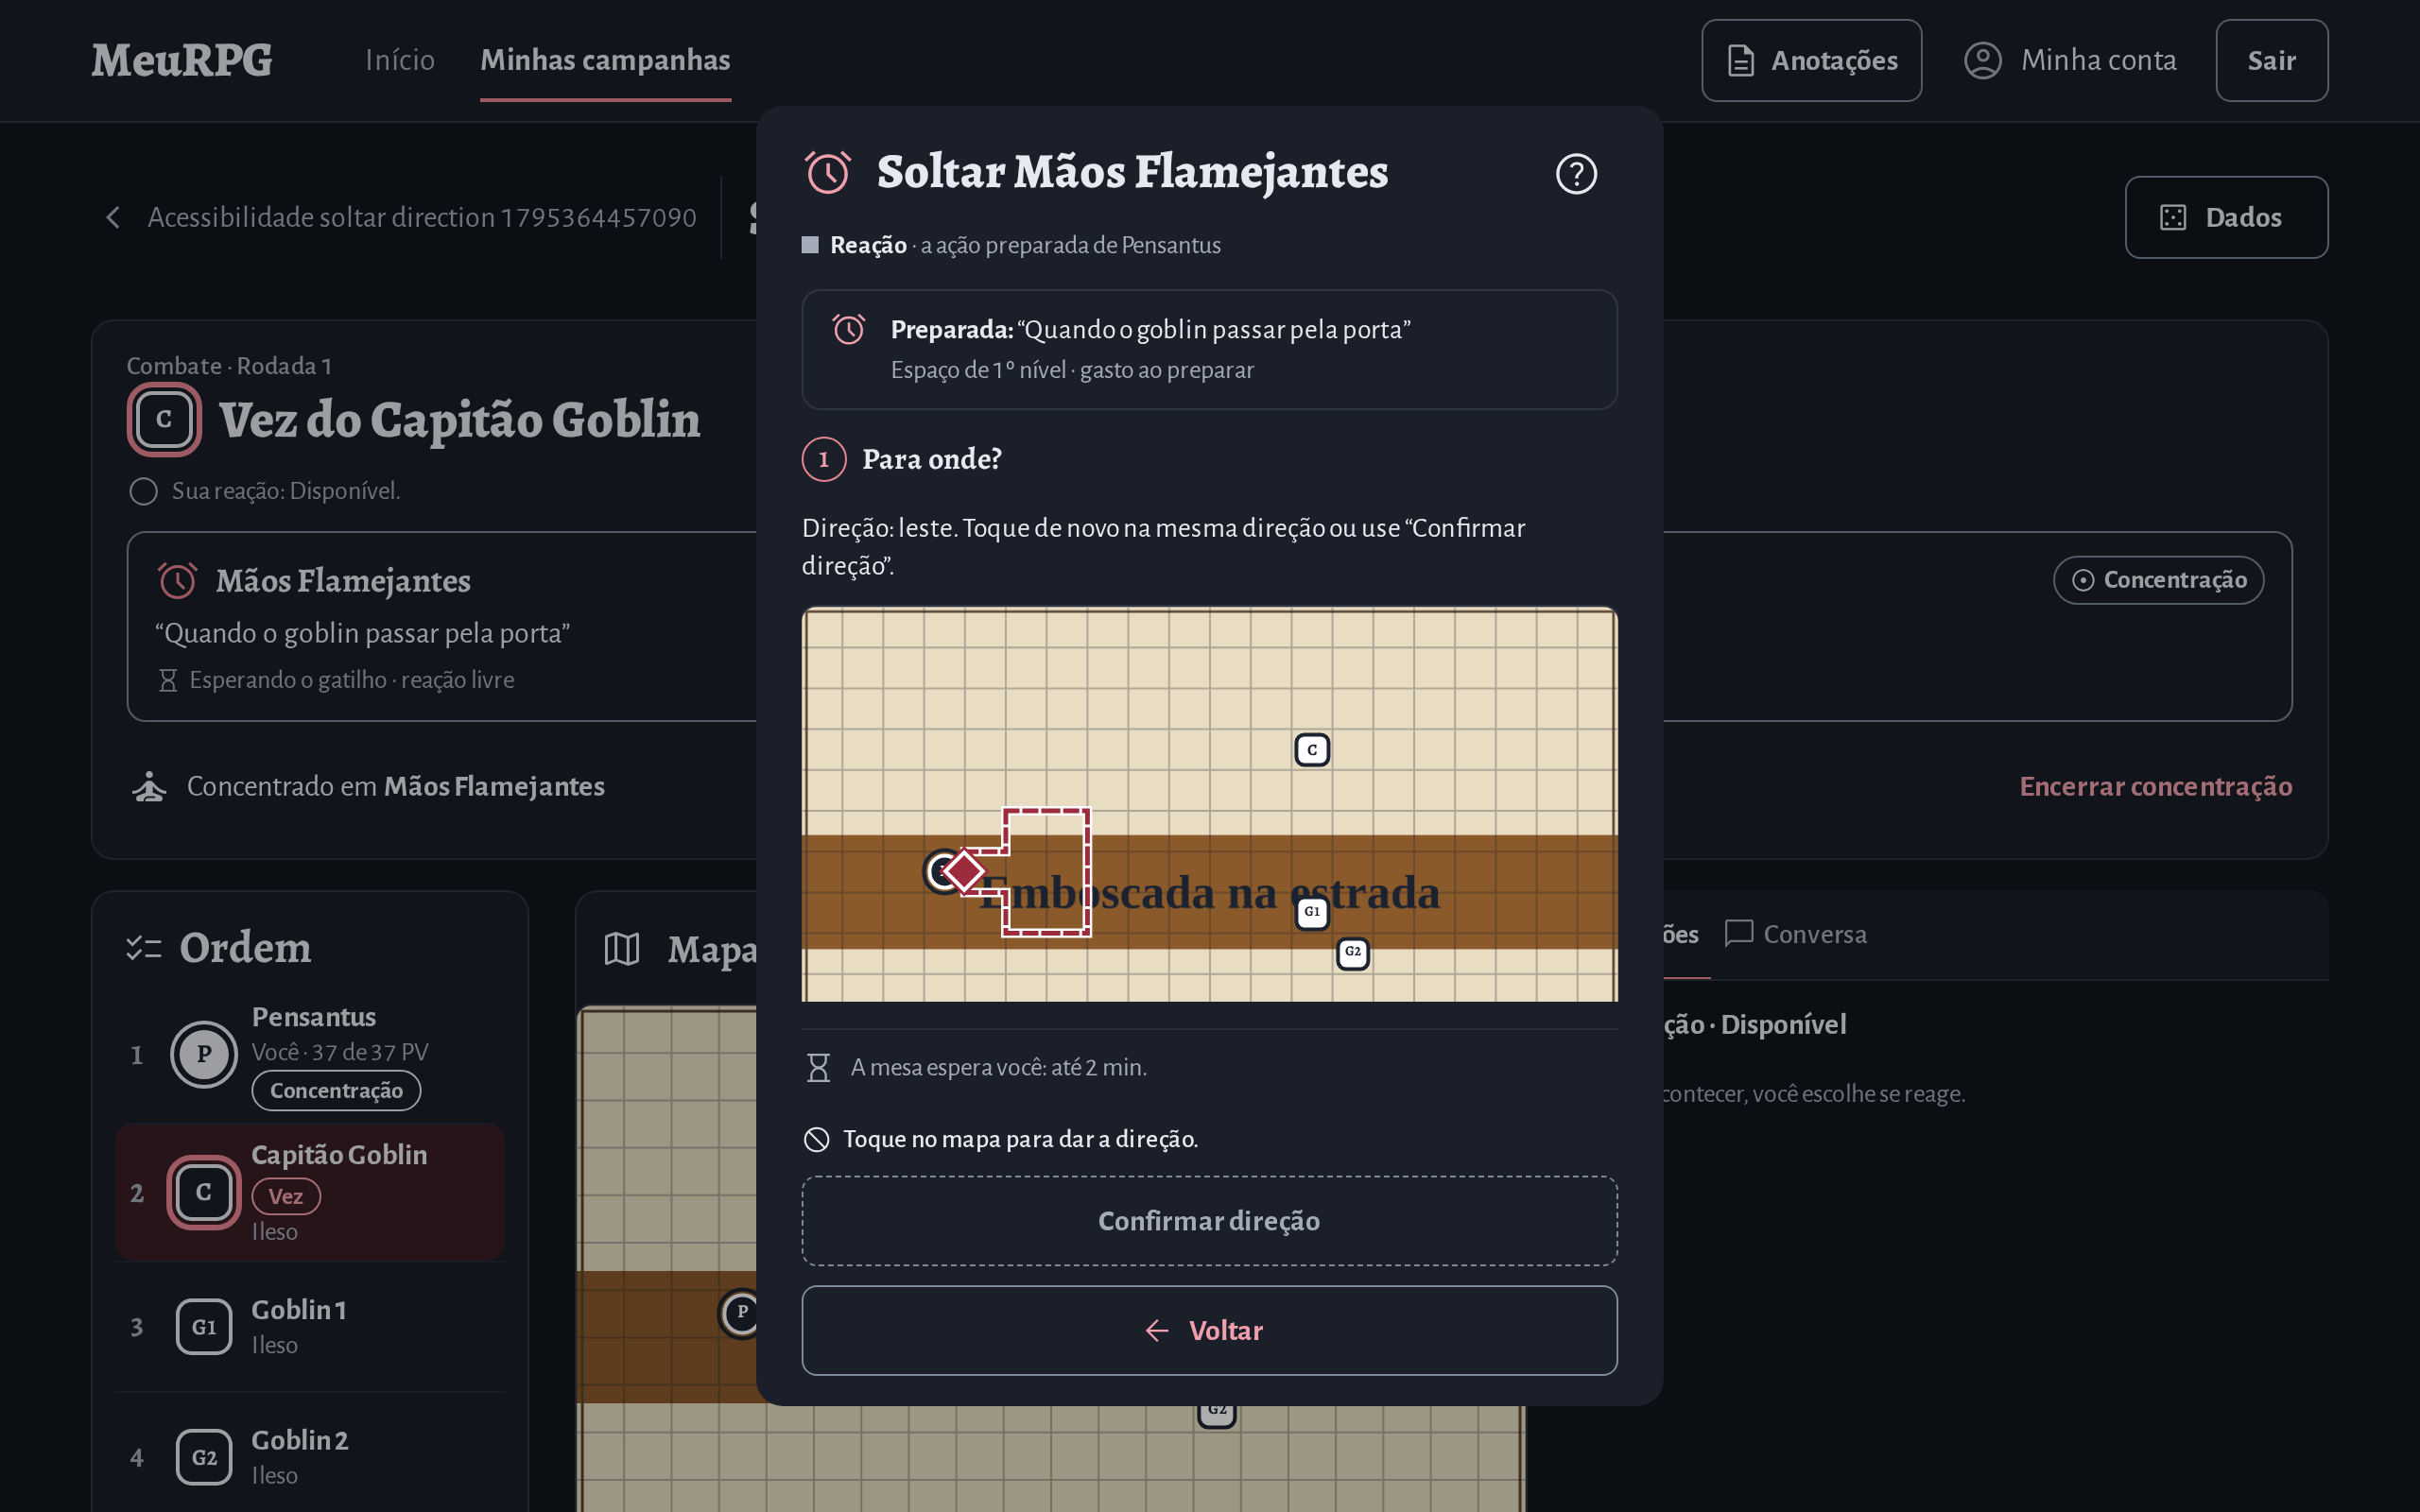 MeuRPG
Início
Minhas campanhas
Anotações
Minha conta
Sair
Acessibilidade soltar direction 1795364457090
Dados
Combate · Rodada 1
C
Vez do Capitão Goblin
Sua reação: Disponível.
Mãos Flamejantes
“Quando o goblin passar pela porta”
Esperando o gatilho · reação livre
Concentração
Concentrado em Mãos Flamejantes
Encerrar concentração
Ordem
1
P
Pensantus
Você · 37 de 37 PV
Concentração
2
C
Capitão Goblin
Vez
Ileso
3
G1
Goblin 1
Ileso
4
G2
Goblin 2
Ileso
Mapa
P
G2
Conversa
· Disponível
você escolhe se reage.
Soltar Mãos Flamejantes
Reação · a ação preparada de Pensantus
Preparada: “Quando o goblin passar pela porta”
Espaço de 1º nível · gasto ao preparar
1
Para onde?
Direção: leste. Toque de novo na mesma direção ou use “Confirmar
direção”.
C
Emboscada na estrada
G1
G2
A mesa espera você: até 2 min.
Toque no mapa para dar a direção.
Confirmar direção
Voltar